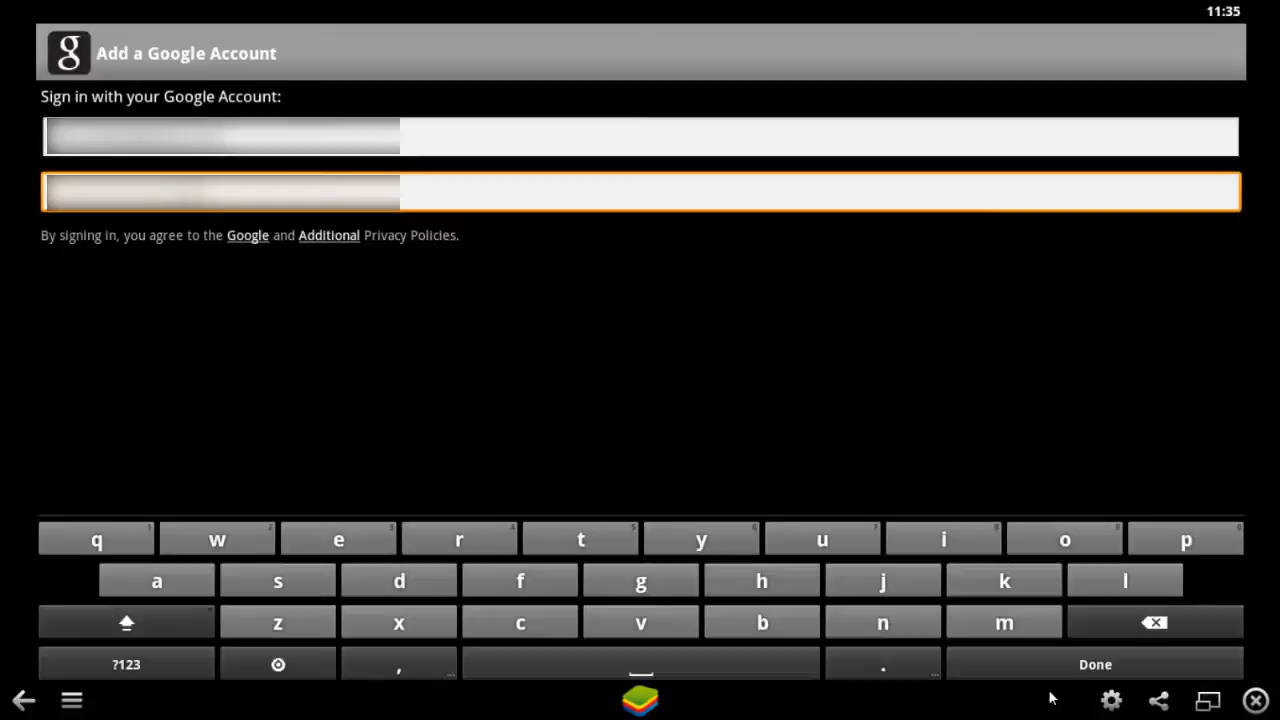 11:35
g Add a Google Account
Sign in with your Google Account:
By signing in, you agree to the Google and Additional Privacy Policies.
q w e r t y u i o p
a s d f g h j k l
z x c v b n m
?123 , . Done